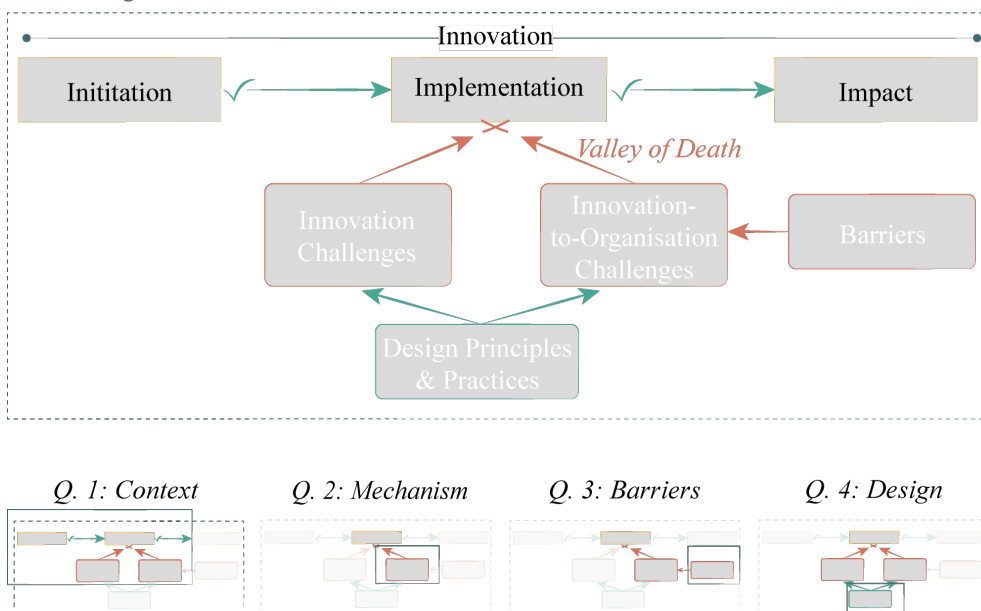 Innovation
Inititation
Implementation
Impact
Valley of Death
Innovation
Challenges
Innovation-
to-Organisation
Challenges
Barriers
Design Principles
& Practices
Q. 1: Context
Q. 2: Mechanism
Q. 3: Barriers
Q. 4: Design